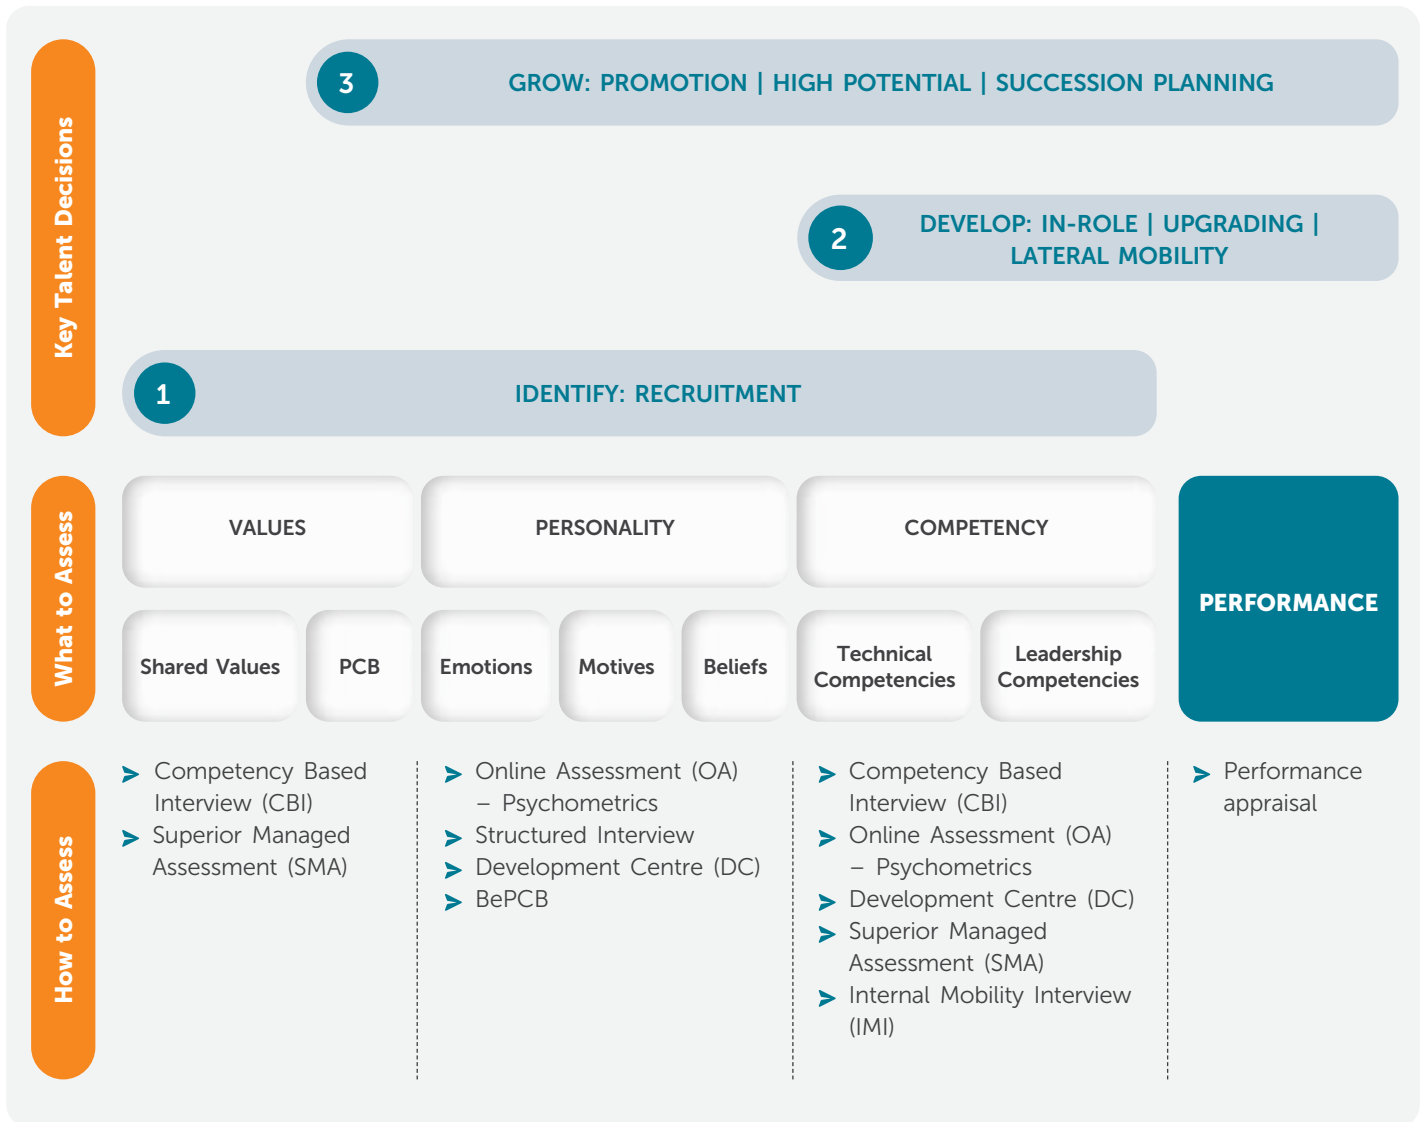 Key Talent Decisions
3
GROW: PROMOTION | HIGH POTENTIAL | SUCCESSION PLANNING
2
DEVELOP: IN-ROLE | UPGRADING |
LATERAL MOBILITY
1
IDENTIFY: RECRUITMENT
What to Assess
VALUES
PERSONALITY
COMPETENCY
PERFORMANCE
Shared Values
PCB
Emotions
Motives
Beliefs
Technical
Competencies
Leadership
Competencies
How to Assess
Competency Based
Interview (CBI)
Superior Managed
Assessment (SMA)
Online Assessment (OA)
– Psychometrics
Structured Interview
Development Centre (DC)
BePCB
Competency Based
Interview (CBI)
Online Assessment (OA)
– Psychometrics
Development Centre (DC)
Superior Managed
Assessment (SMA)
Internal Mobility Interview
(IMI)
Performance
appraisal